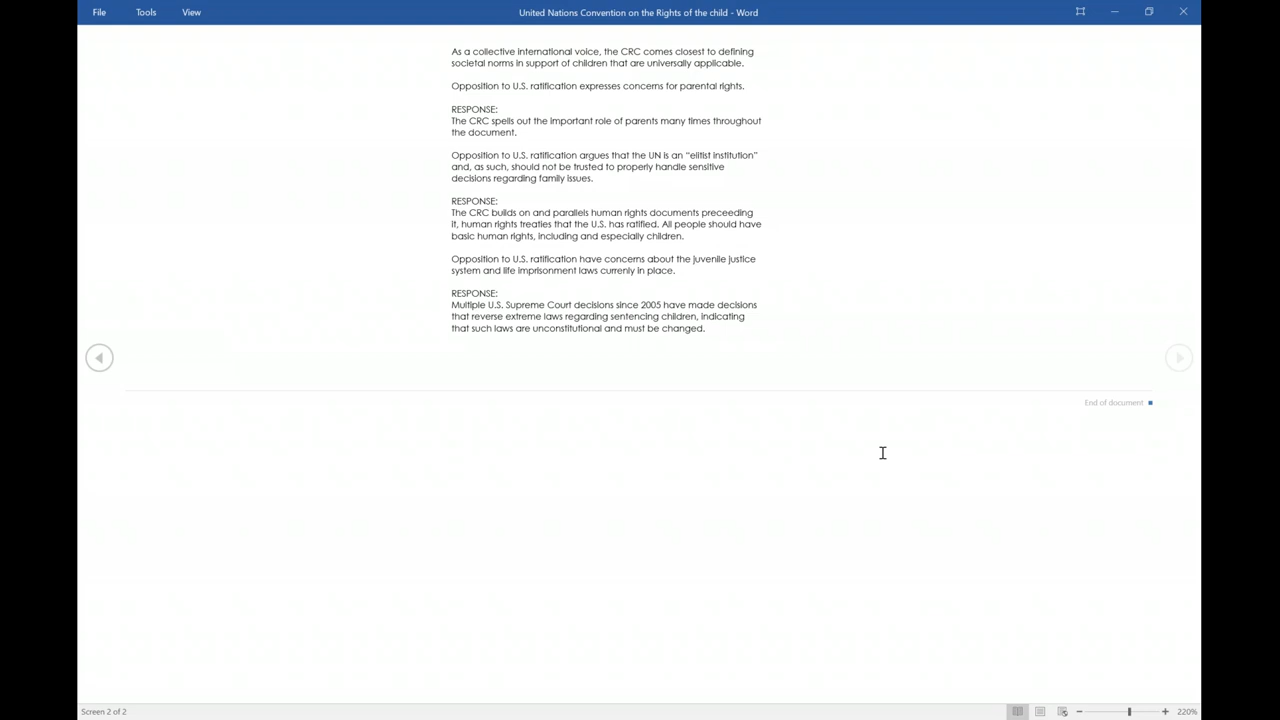 File Tools View United Nations Convention on the Rights of the child - Word
As a collective international voice, the CRC comes closest to defining
societal norms in support of children that are universally applicable.
Opposition to U.S. ratification expresses concerns for parental rights.
RESPONSE:
The CRC spells out the important role of parents many times throughout
the document.
Opposition to U.S. ratification argues that the UN is an “elitist institution”
and, as such, should not be trusted to properly handle sensitive
decisions regarding family issues.
RESPONSE:
The CRC builds on and parallels human rights documents preceeding
it, human rights treaties that the U.S. has ratified. All people should have
basic human rights, including and especially children.
Opposition to U.S. ratification have concerns about the juvenile justice
system and life imprisonment laws currenly in place.
RESPONSE:
Multiple U.S. Supreme Court decisions since 2005 have made decisions
that reverse extreme laws regarding sentencing children, indicating
that such laws are unconstitutional and must be changed.
End of document
Screen 2 of 2 220%